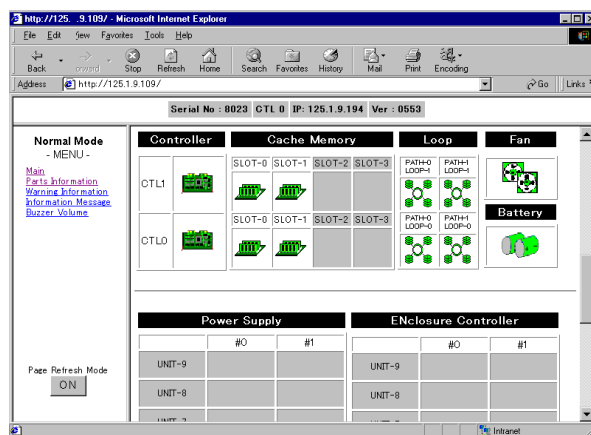 http://125. .9.109/ - Microsoft Internet Explorer
File Edit View Favorites Tools Help
Back Forward Stop Refresh Home Search Favorites History Mail Print Encoding
Address http://125.1.9.109/ Go Links
Serial No : 8023 CTL 0 IP: 125.1.9.194 Ver : 0553
Normal Mode
- MENU -
Main
Parts Information
Warning Information
Information Message
Buzzer Volume
Page Refresh Mode
ON
Controller Cache Memory Loop Fan
SLOT-0 SLOT-1 SLOT-2 SLOT-3 PATH-0 PATH-1
LOOP-1 LOOP-1
CTL1
Battery
SLOT-0 SLOT-1 SLOT-2 SLOT-3 PATH-0 PATH-1
LOOP-0 LOOP-0
CTL0
Power Supply ENclosure Controller
#0 #1 #0 #1
UNIT-9 UNIT-9
UNIT-8 UNIT-8
UNIT-7
Intranet